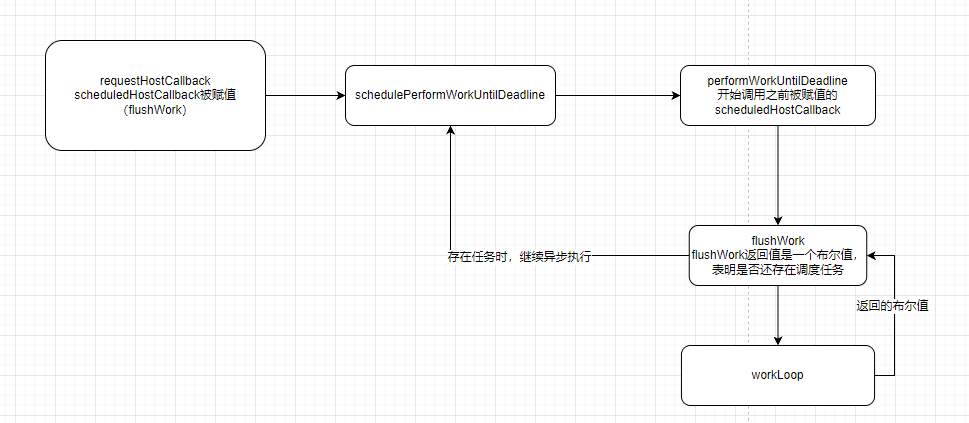 requestHostCallback
scheduledHostCallback被赋值
（flushWork）
schedulePerformWorkUntilDeadline
performWorkUntilDeadline
开始调用之前被赋值的
scheduledHostCallback
flushWork
flushWork返回值是一个布尔值，
表明是否还存在调度任务
存在任务时，继续异步执行
返回的布尔值
workLoop